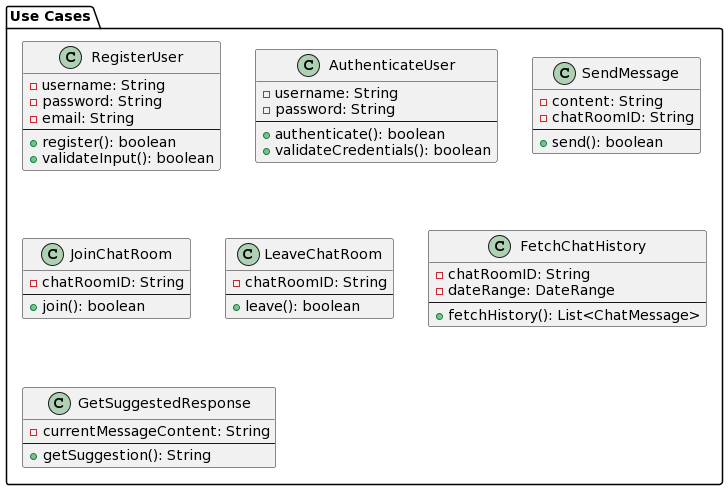 Use Cases
C RegisterUser
username: String
password: String
email: String
register(): boolean
validateInput(): boolean
C AuthenticateUser
username: String
password: String
authenticate(): boolean
validateCredentials(): boolean
C SendMessage
content: String
chatRoomID: String
send(): boolean
C JoinChatRoom
chatRoomID: String
join(): boolean
C LeaveChatRoom
chatRoomID: String
leave(): boolean
C FetchChatHistory
chatRoomID: String
dateRange: DateRange
fetchHistory(): List<ChatMessage>
C GetSuggestedResponse
currentMessageContent: String
getSuggestion(): String